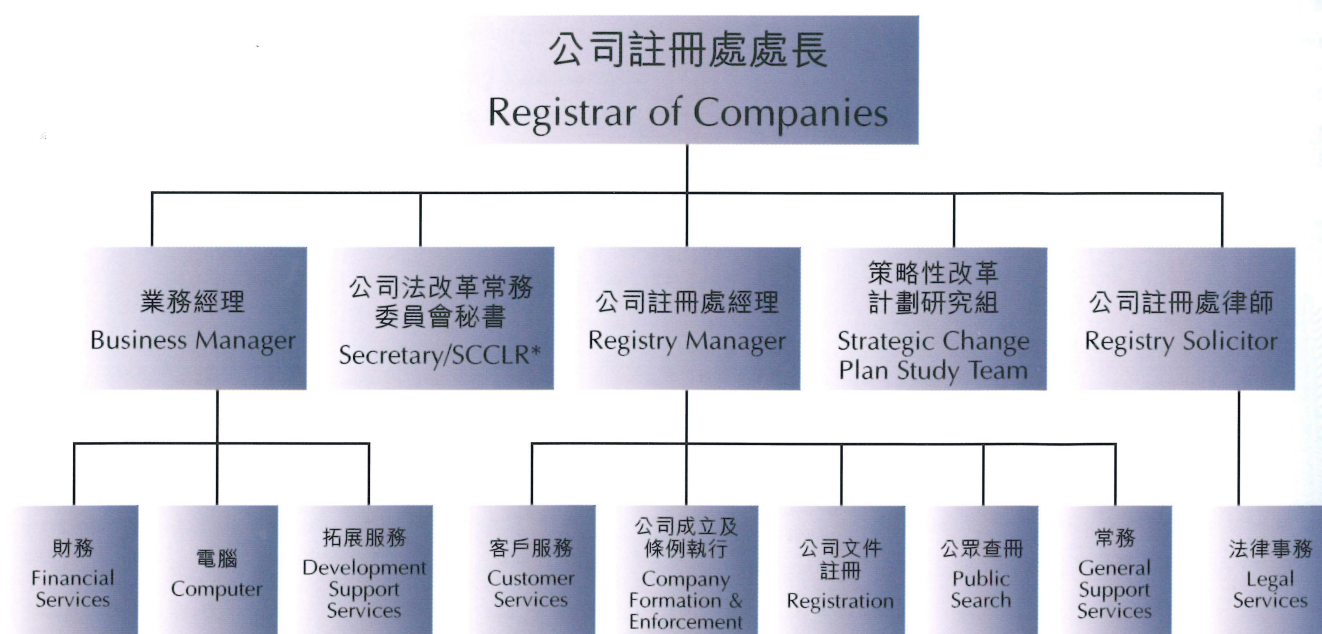 公司註冊處處長
Registrar of Companies
業務經理
Business Manager
公司法改革常務
委員會秘書
Secretary/SCCLR*
公司註冊處經理
Registry Manager
策略性改革
計劃研究組
Strategic Change
Plan Study Team
公司註冊處律師
Registry Solicitor
財務
Financial
Services
電腦
Computer
拓展服務
Development
Support
Services
客戶服務
Customer
Services
公司成立及
條例執行
Company
Formation &
Enforcement
公司文件
註冊
Registration
公眾查冊
Public
Search
常務
General
Support
Services
法律事務
Legal
Services